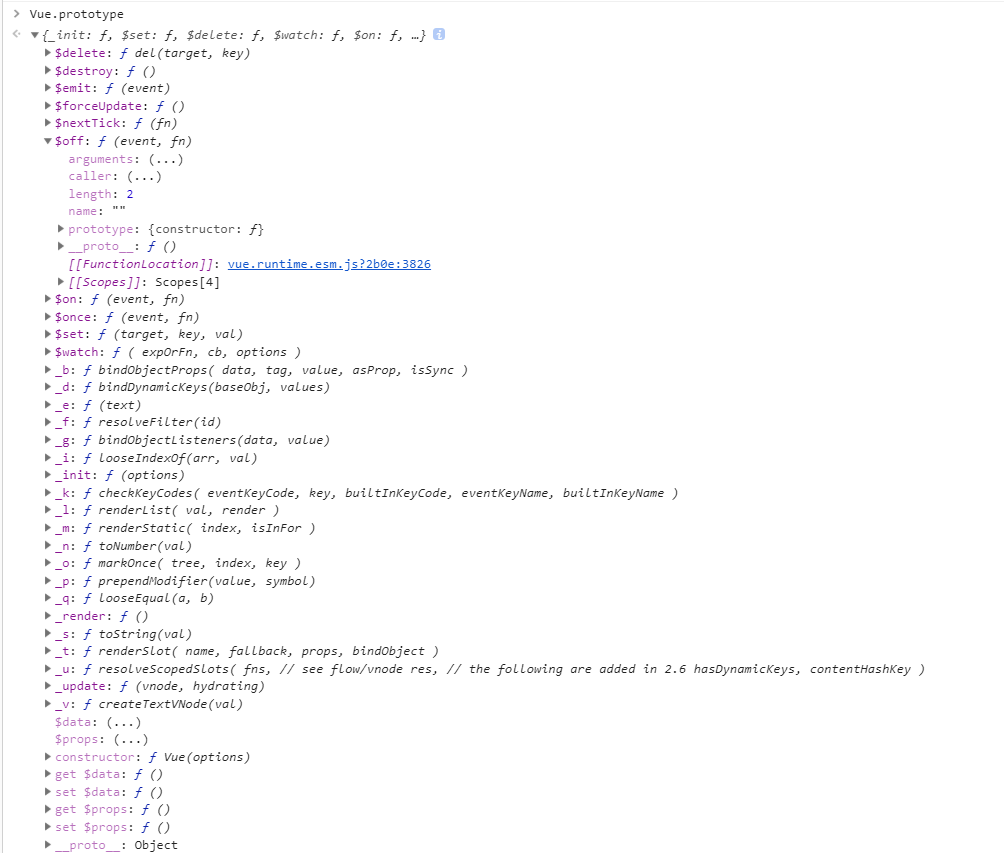 > Vue.prototype
{_init: ƒ, $set: ƒ, $delete: ƒ, $watch: ƒ, $on: ƒ, …} i
$delete: ƒ del(target, key)
$destroy: ƒ ()
$emit: ƒ (event)
$forceUpdate: ƒ ()
$nextTick: ƒ (fn)
$off: ƒ (event, fn)
arguments: (...)
caller: (...)
length: 2
name: ""
prototype: {constructor: ƒ}
__proto__: ƒ ()
[[FunctionLocation]]: vue.runtime.esm.js?2b0e:3826
[[Scopes]]: Scopes[4]
$on: ƒ (event, fn)
$once: ƒ (event, fn)
$set: ƒ (target, key, val)
$watch: ƒ ( expOrFn, cb, options )
_b: ƒ bindObjectProps( data, tag, value, asProp, isSync )
_d: ƒ bindDynamicKeys(baseObj, values)
_e: ƒ (text)
_f: ƒ resolveFilter(id)
_g: ƒ bindObjectListeners(data, value)
_i: ƒ looseIndexOf(arr, val)
_init: ƒ (options)
_k: ƒ checkKeyCodes( eventKeyCode, key, builtInKeyCode, eventKeyName, builtInKeyName )
_l: ƒ renderList( val, render )
_m: ƒ renderStatic( index, isInFor )
_n: ƒ toNumber(val)
_o: ƒ markOnce( tree, index, key )
_p: ƒ prependModifier(value, symbol)
_q: ƒ looseEqual(a, b)
_render: ƒ ()
_s: ƒ toString(val)
_t: ƒ renderSlot( name, fallback, props, bindObject )
_u: ƒ resolveScopedSlots( fns, // see flow/vnode res, // the following are added in 2.6 hasDynamicKeys, contentHashKey )
_update: ƒ (vnode, hydrating)
_v: ƒ createTextVNode(val)
$data: (...)
$props: (...)
constructor: ƒ Vue(options)
get $data: ƒ ()
set $data: ƒ ()
get $props: ƒ ()
set $props: ƒ ()
__proto__: Object